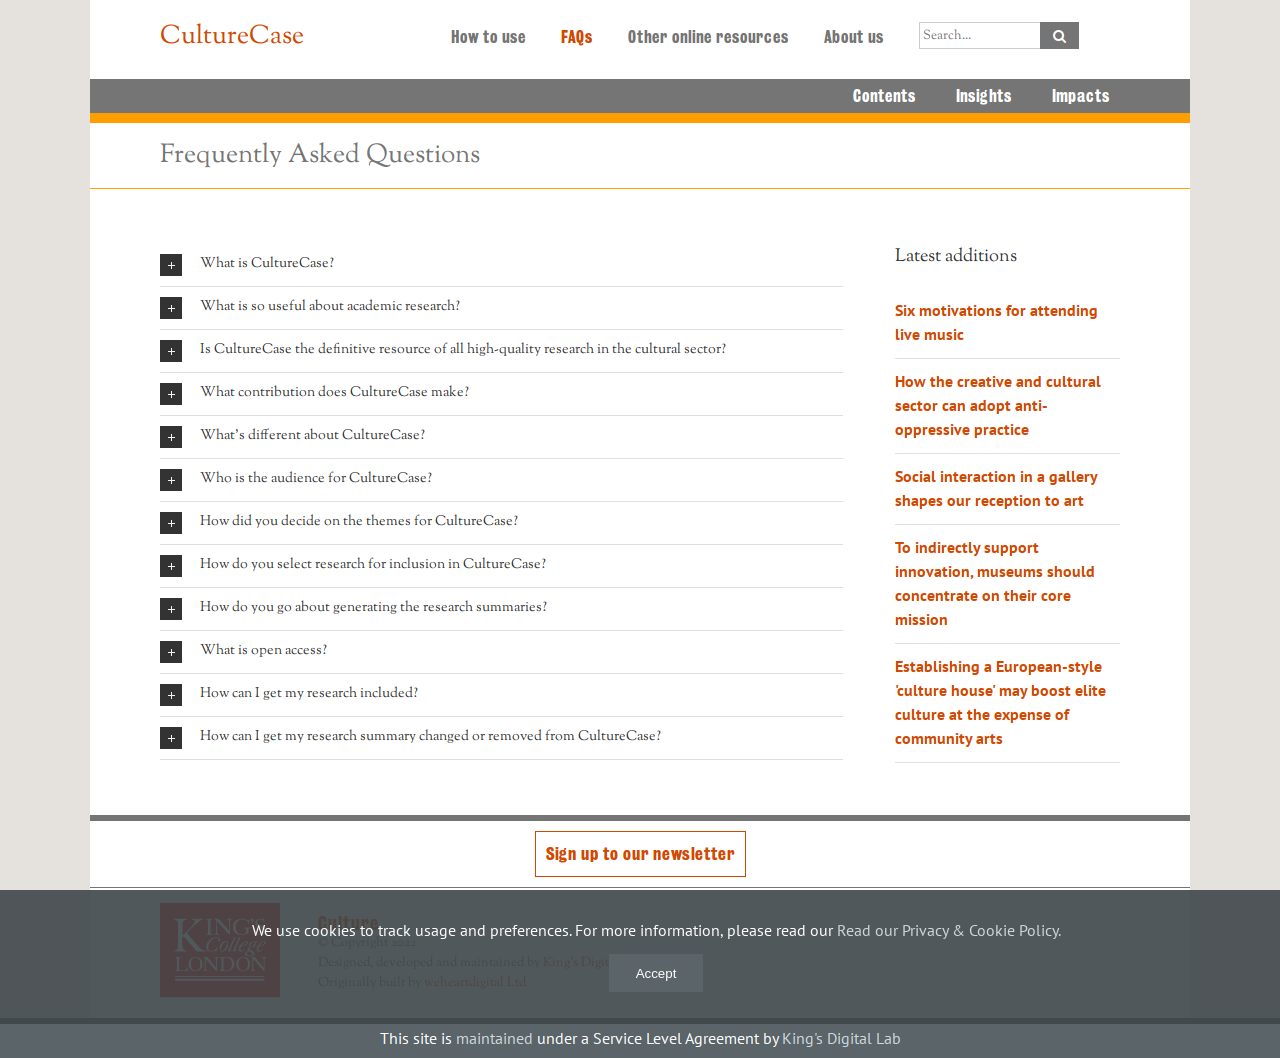 CultureCase
How to use
FAQs
Other online resources
About us
Search...
Contents
Insights
Impacts
Frequently Asked Questions
What is CultureCase?
What is so useful about academic research?
Is CultureCase the definitive resource of all high-quality research in the cultural sector?
What contribution does CultureCase make?
What's different about CultureCase?
Who is the audience for CultureCase?
How did you decide on the themes for CultureCase?
How do you select research for inclusion in CultureCase?
How do you go about generating the research summaries?
What is open access?
How can I get my research included?
How can I get my research summary changed or removed from CultureCase?
Latest additions
Six motivations for attending
live music
How the creative and cultural
sector can adopt anti-
oppressive practice
Social interaction in a gallery
shapes our reception to art
To indirectly support
innovation, museums should
concentrate on their core
mission
Establishing a European-style
'culture house' may boost elite
culture at the expense of
community arts
Sign up to our newsletter
KING'S
College
LONDON
Culture
© Copyright 2021
Designed, developed and maintained by King's Digit
Originally built by weheartdigital Ltd
We use cookies to track usage and preferences. For more information, please read our Read our Privacy & Cookie Policy.
Accept
This site is maintained under a Service Level Agreement by King's Digital Lab